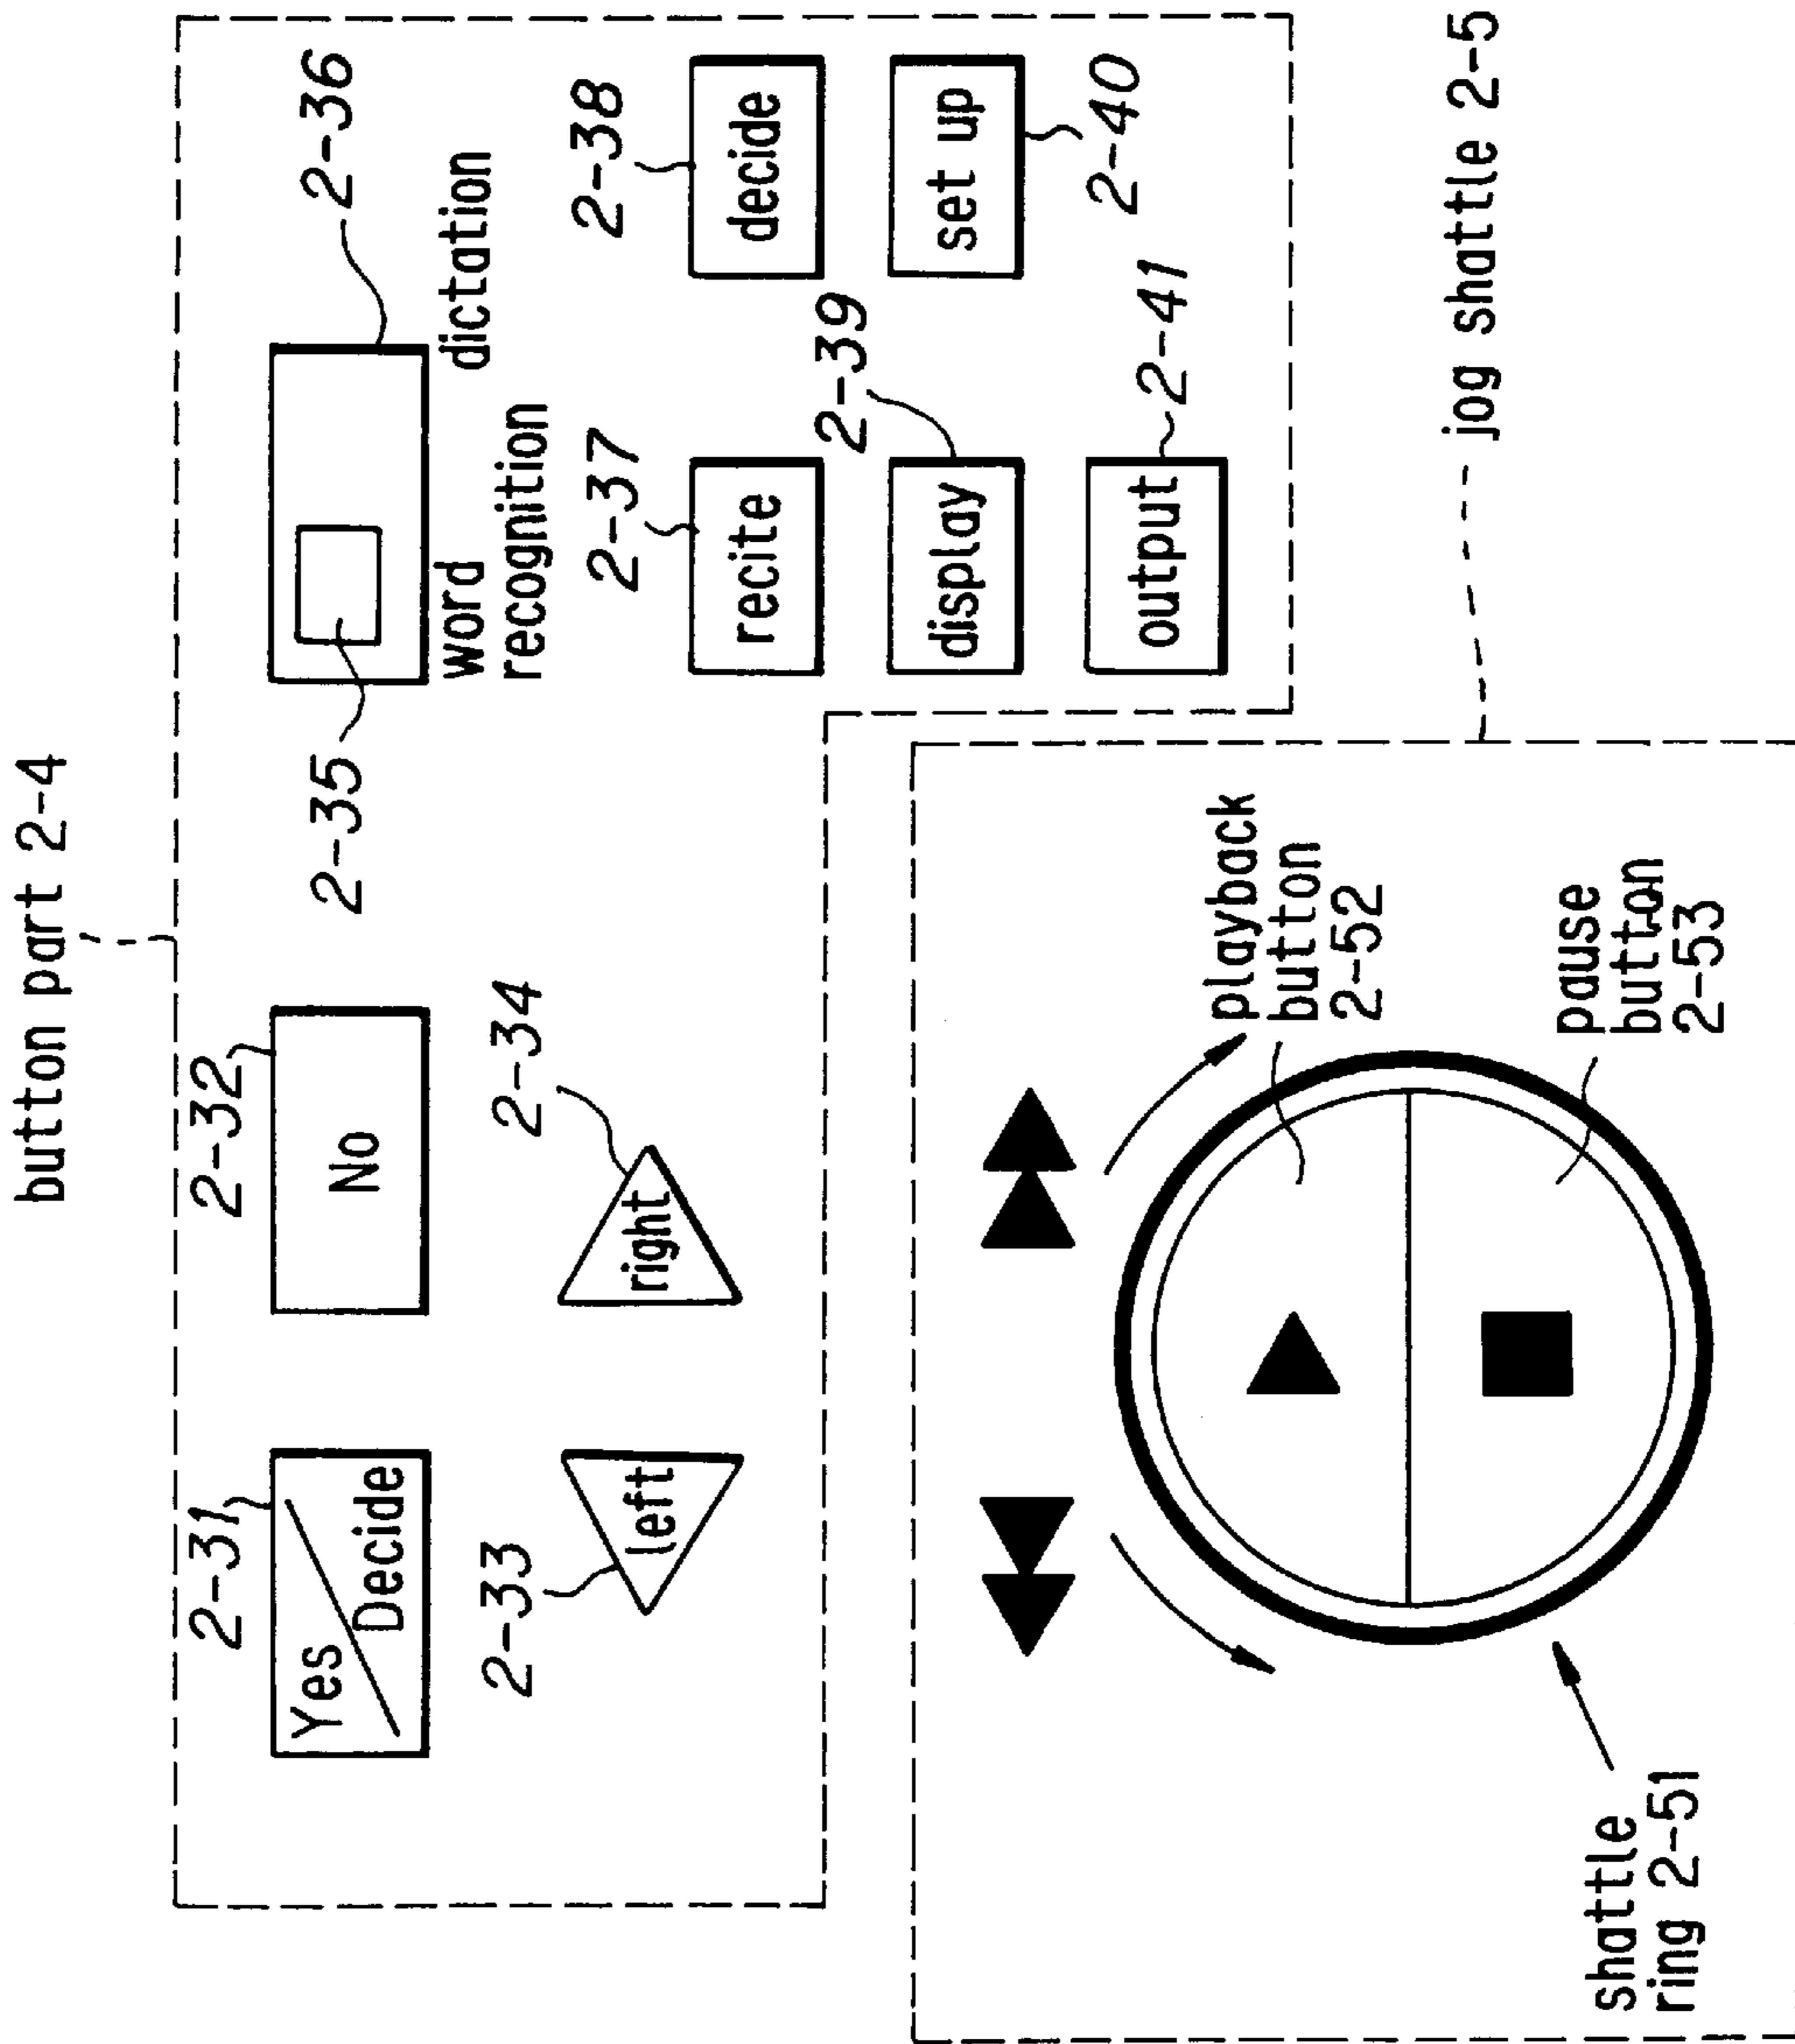 button part 2-4
2-31
2-32
2-35
2-36
Yes
Decide
No
word
recognition
dictation
2-33
2-34
left
right
2-37
2-38
recite
decide
2-39
display
set up
2-41
2-40
output
jog shattle 2-5
playback
button
2-52
pause
button
2-53
shattle
ring 2-51